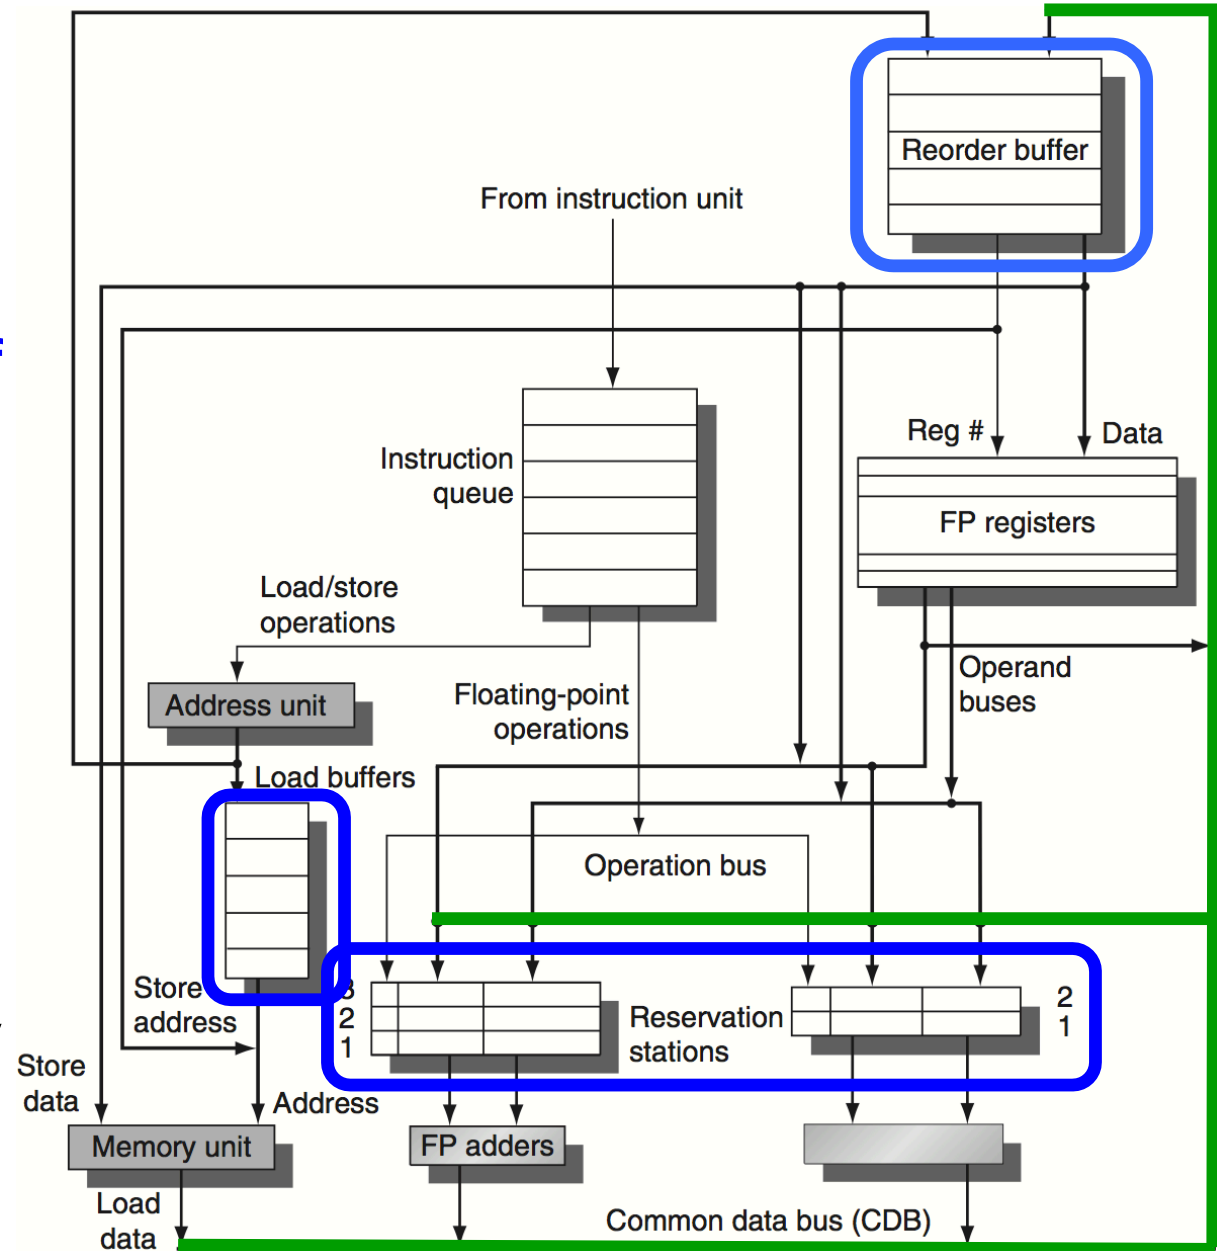 Reorder buffer
From instruction unit
Reg #
Data
Instruction
queue
FP registers
Load/store
operations
Operand
buses
Address unit
Floating-point
operations
Load buffers
Operation bus
Store
address
3
2
1
Reservation
stations
2
1
Store
data
Address
Memory unit
FP adders
Load
data
Common data bus (CDB)